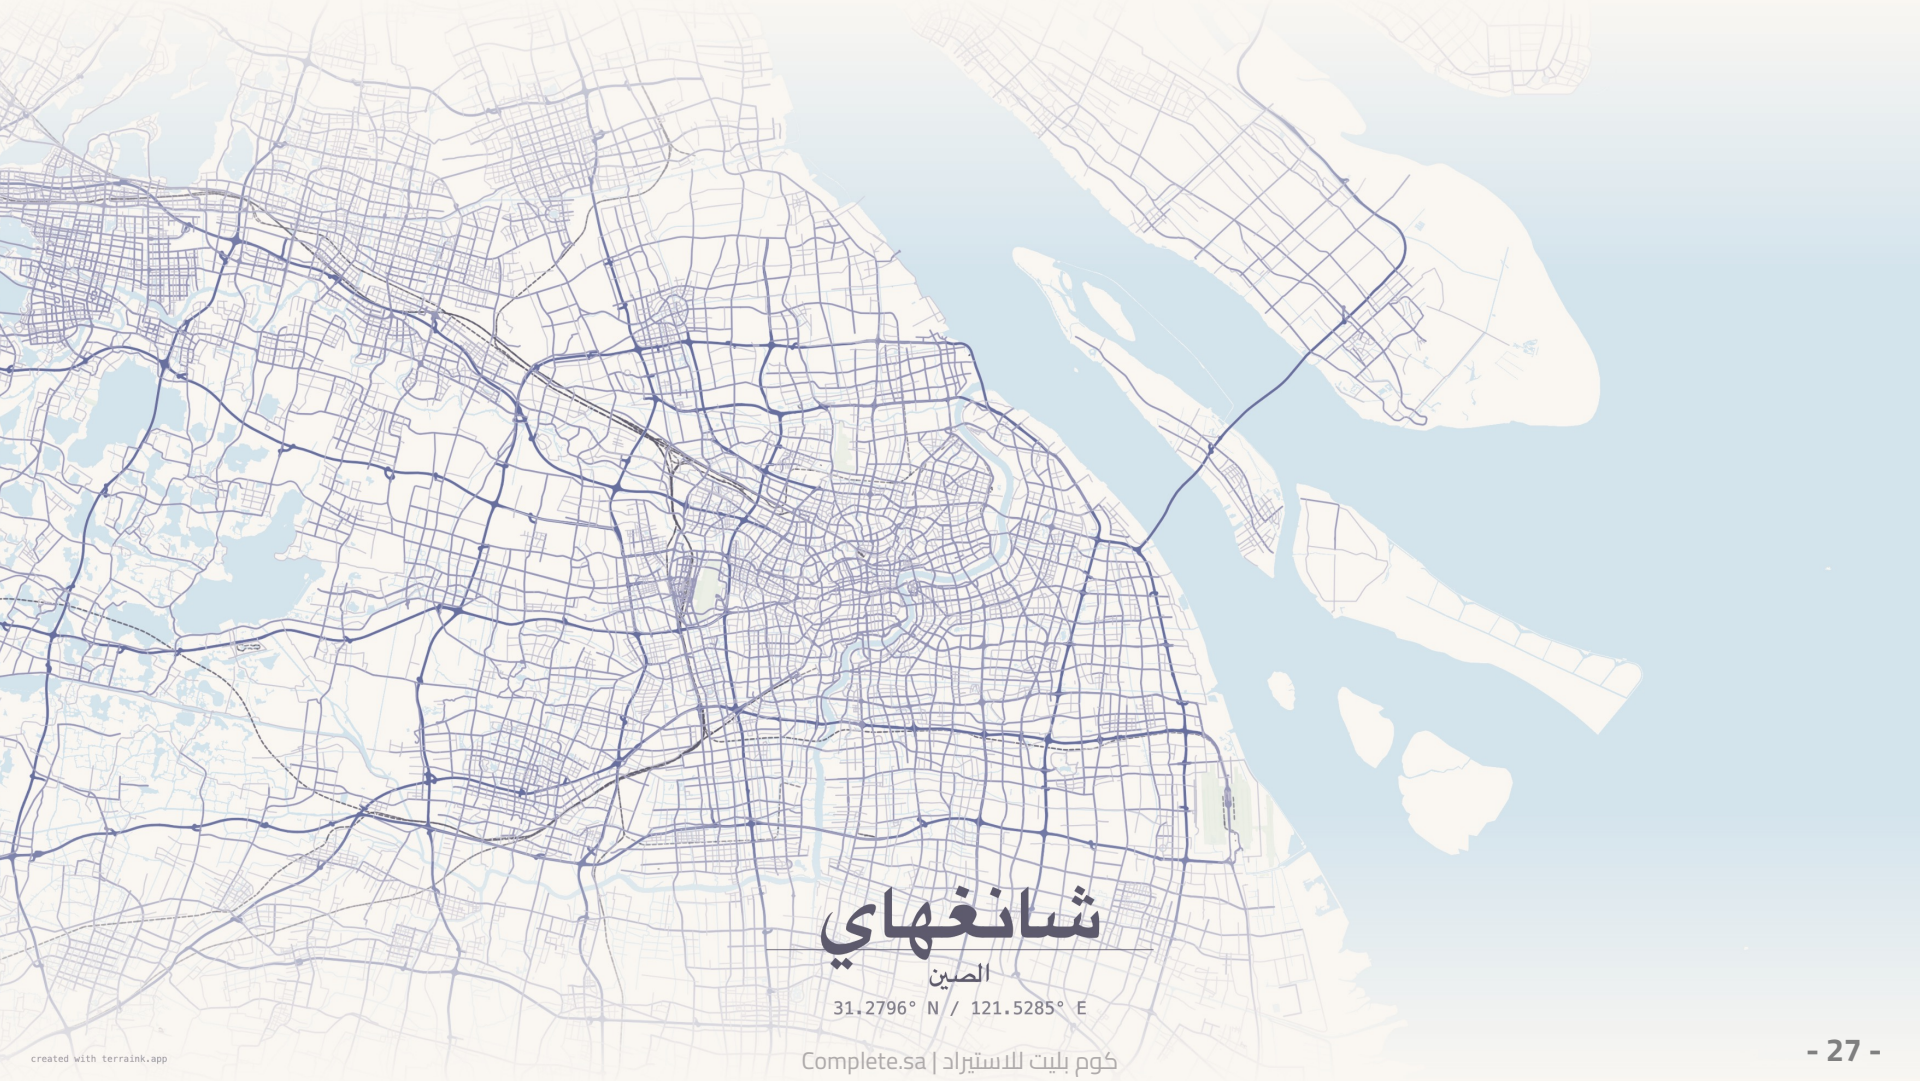 شانغهاي
الصين
31.2796° N / 121.5285° E
created with terraink.app
كوم بليت للاستيراد | Complete.sa
- 27 -